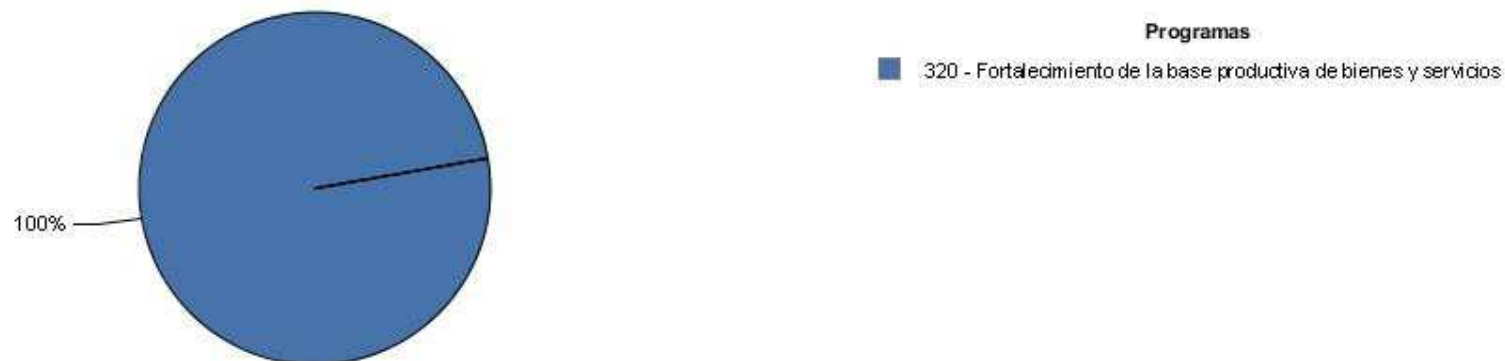 Programas
320 - Fortalecimiento de la base productiva de bienes y servicios
100%